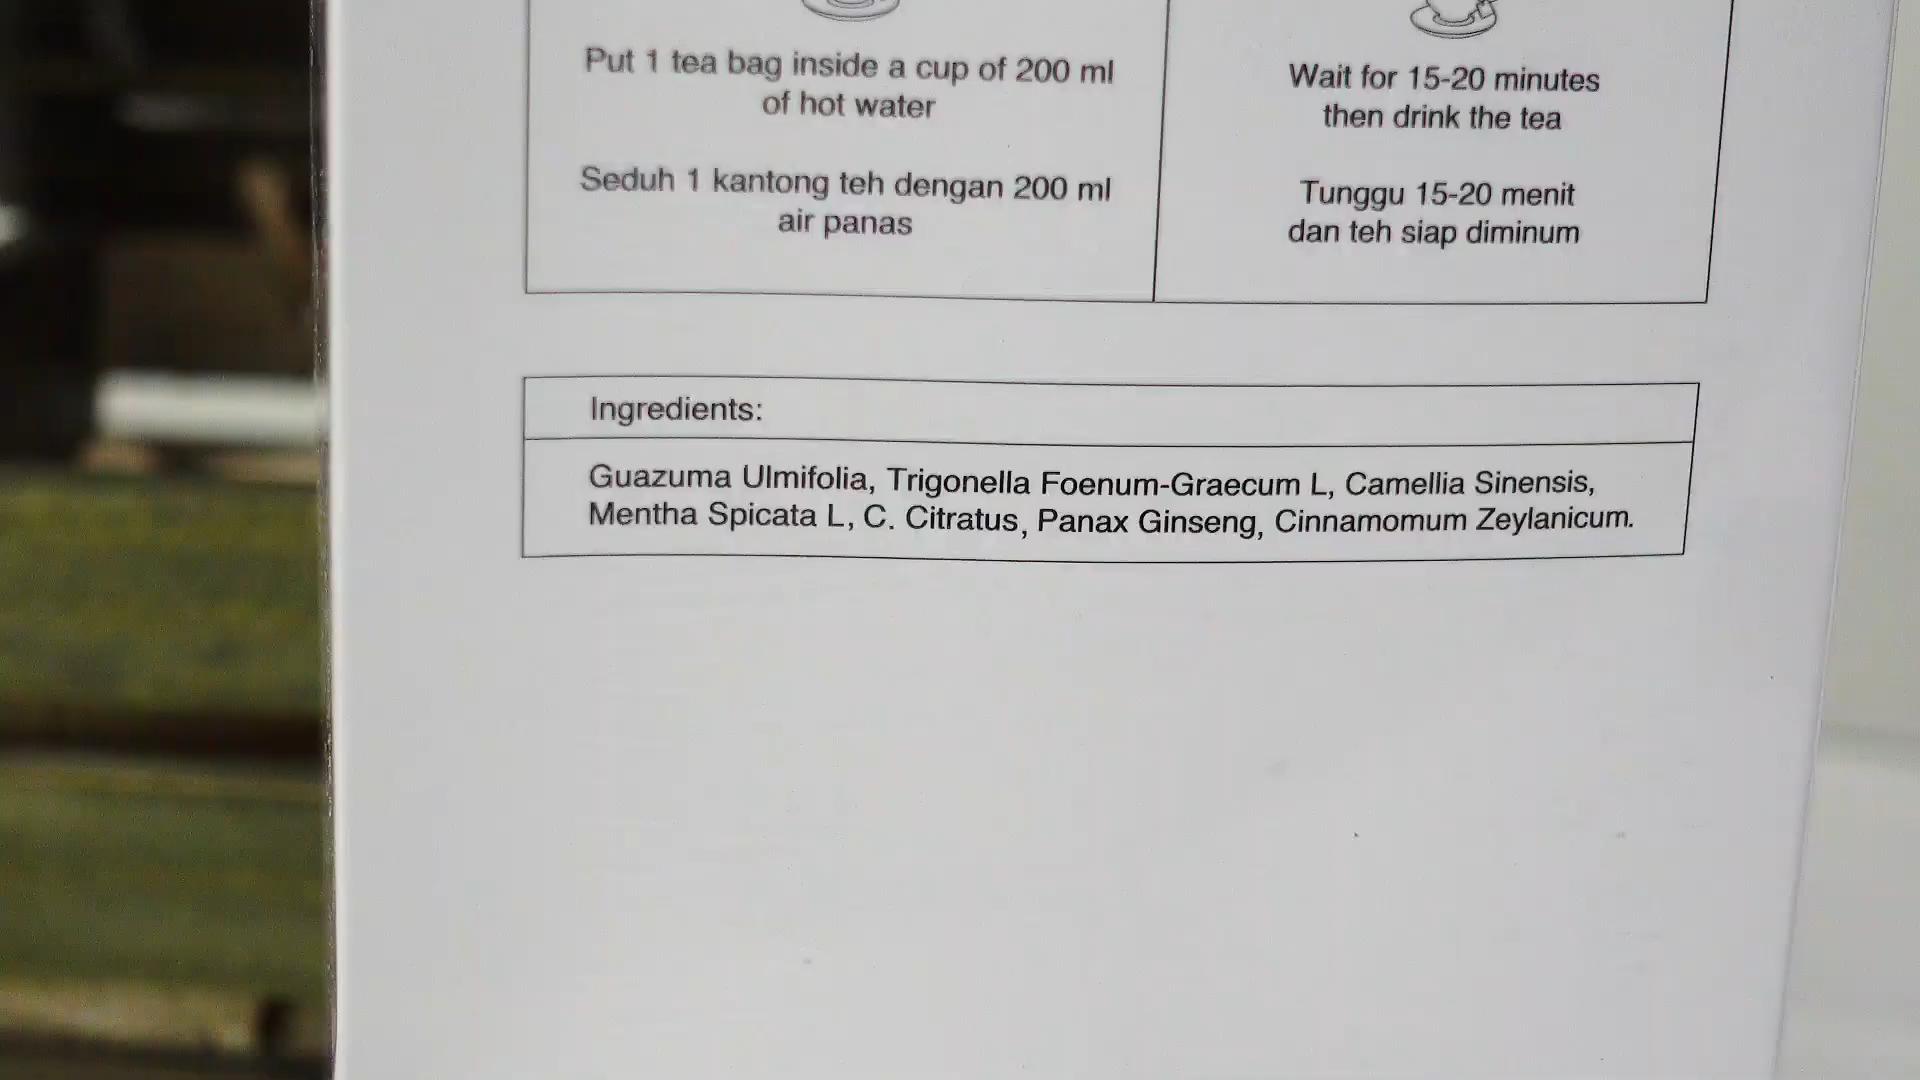 Put 1 tea bag inside a cup of 200 ml
of hot water
Seduh 1 kantong teh dengan 200 ml
air panas
Wait for 15-20 minutes
then drink the tea
Tunggu 15-20 menit
dan teh siap diminum
Ingredients:
Guazuma Ulmifolia, Trigonella Foenum-Graecum L, Camellia Sinensis,
Mentha Spicata L, C. Citratus, Panax Ginseng, Cinnamomum Zeylanicum.